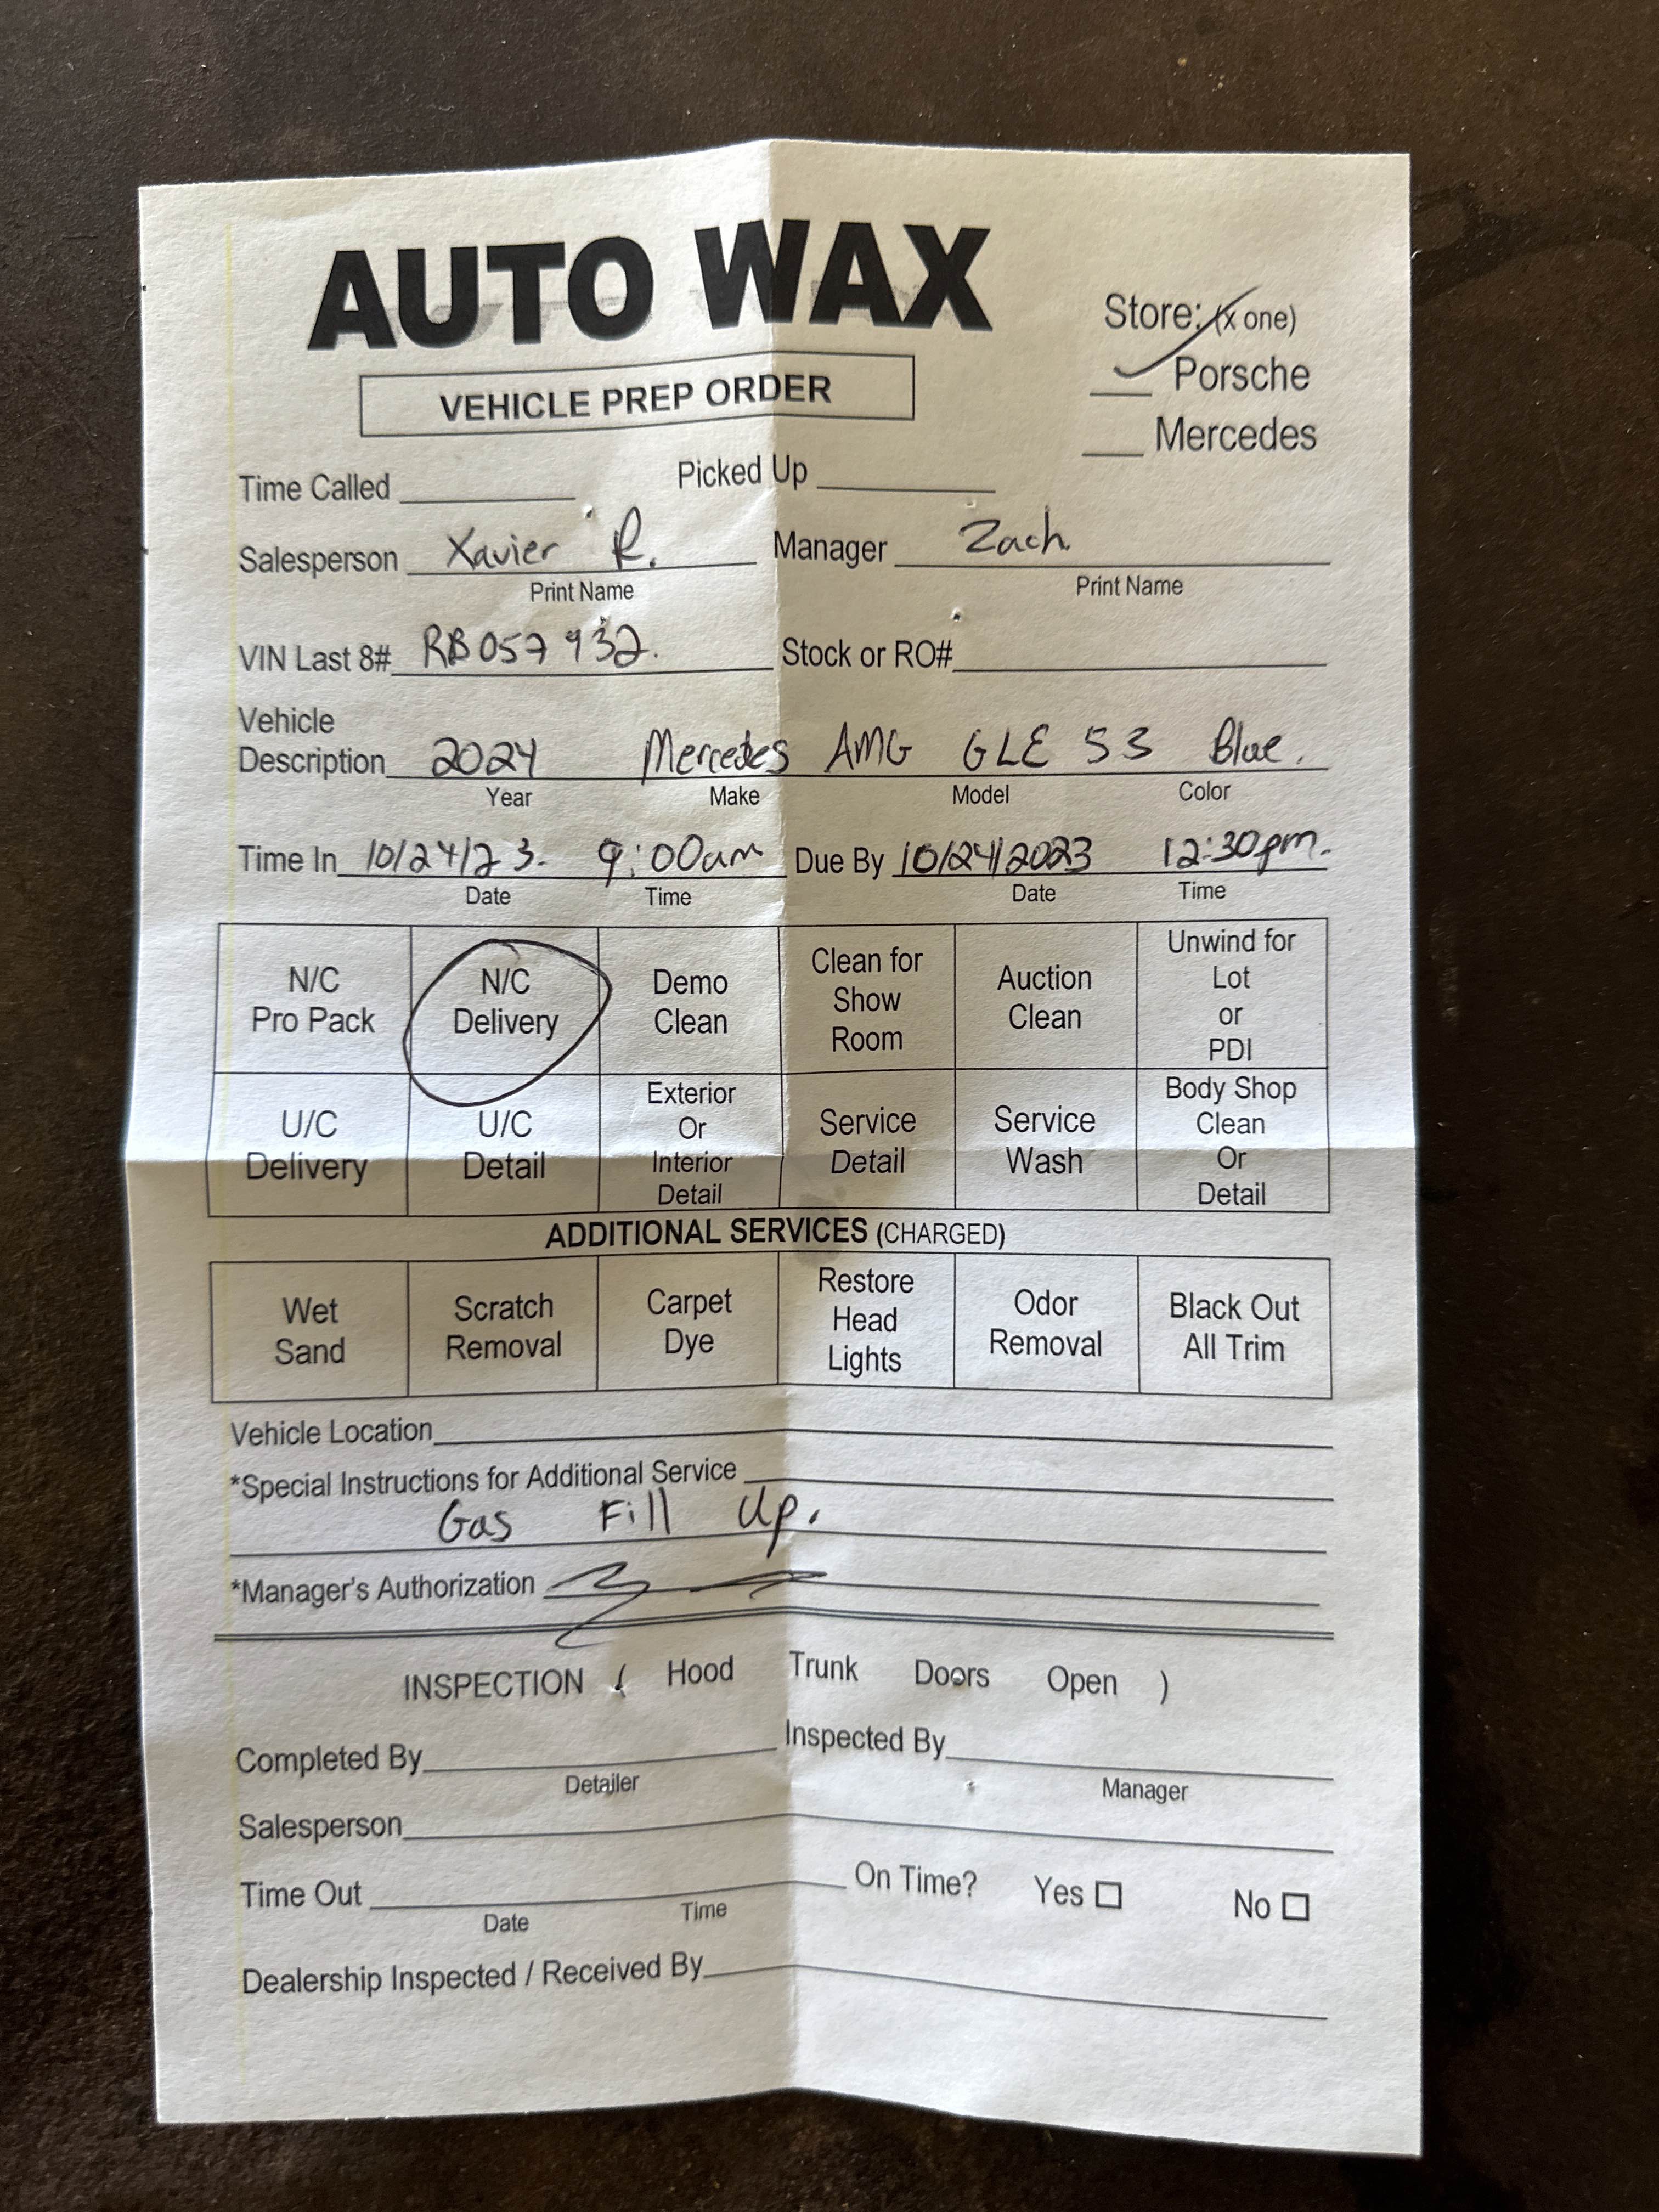 AUTO WAX
VEHICLE PREP ORDER
Store: (x one)
✓ Porsche
Mercedes
Time Called Picked Up
Salesperson Xavier R. Manager Zach.
Print Name Print Name
VIN Last 8# RB057932. Stock or RO#
Vehicle
Description 2024 Mercedes AMG GLE 53 Blue.
Year Make Model Color
Time In 10/24/23. 9:00am Due By 10/24/2023 12:30pm.
Date Time Date Time
N/C
Pro Pack
N/C
Delivery
Demo
Clean
Clean for
Show
Room
Auction
Clean
Unwind for
Lot
or
PDI
U/C
Delivery
U/C
Detail
Exterior
Or
Interior
Detail
Service
Detail
Service
Wash
Body Shop
Clean
Or
Detail
ADDITIONAL SERVICES (CHARGED)
Wet
Sand
Scratch
Removal
Carpet
Dye
Restore
Head
Lights
Odor
Removal
Black Out
All Trim
Vehicle Location
*Special Instructions for Additional Service
Gas Fill Up.
*Manager's Authorization
INSPECTION ( Hood Trunk Doors Open )
Completed By Inspected By
Detailer Manager
Salesperson
Time Out On Time? Yes ☐ No ☐
Date Time
Dealership Inspected / Received By